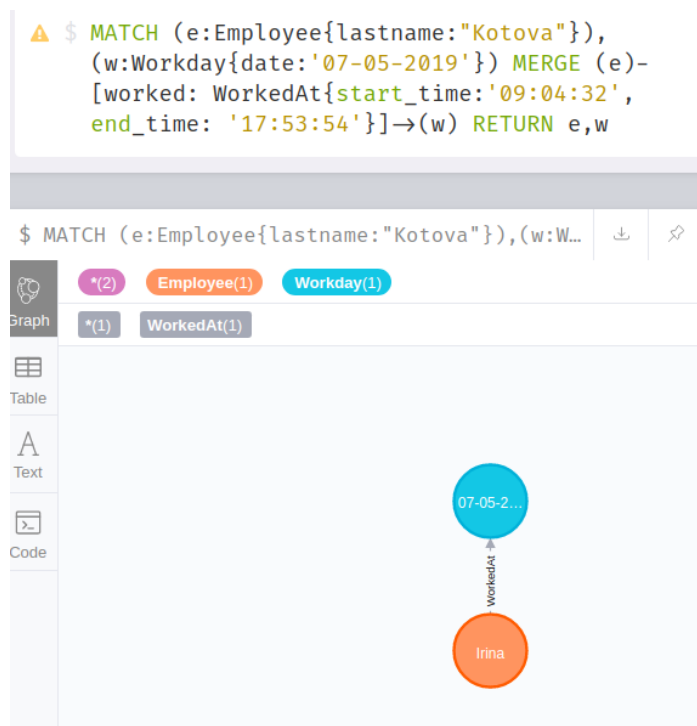 $ MATCH (e:Employee{lastname:"Kotova"}),
(w:Workday{date:'07-05-2019'}) MERGE (e)-
[worked: WorkedAt{start_time:'09:04:32',
end_time: '17:53:54'}]→(w) RETURN e,w
$ MATCH (e:Employee{lastname:"Kotova"}),(w:W…
*(2) Employee(1) Workday(1)
Graph
*(1) WorkedAt(1)
Table
Text
Code
07-05-2...
WorkedAt
Irina